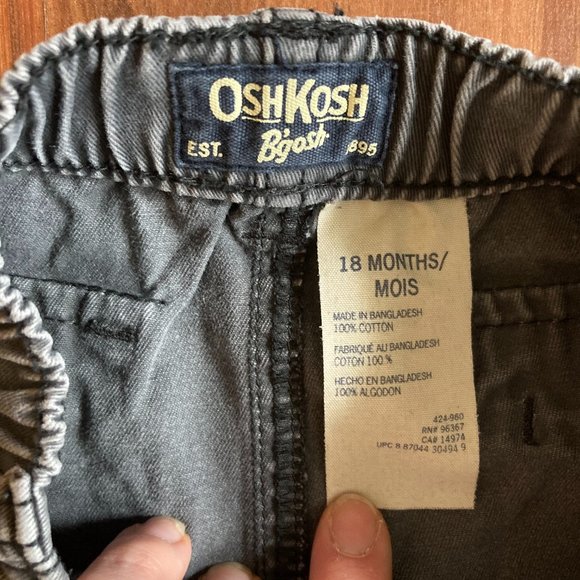 OSHKOSH
EST. B'gosh 1895
18 MONTHS/
MOIS
MADE IN BANGLADESH
100% COTTON
FABRIQUÉ AU BANGLADESH
COTON 100 %
HECHO EN BANGLADESH
100% ALGODON
424-960
RN# 96367
CA# 14974
UPC 8 87044 30494 9